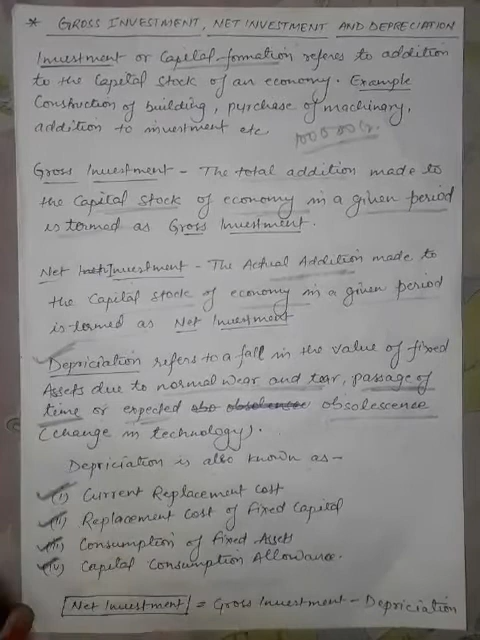 * GROSS INVESTMENT, NET INVESTMENT AND DEPRECIATION
Investment or Capital formation referes to addition
to the Capital Stock of an economy. Example
Construction of building, purchase of machinary,
addition to investment etc.
Gross Investment - The total addition made to
the Capital Stock of economy in a given period
is termed as Gross Investment.
Net Investment - The Actual Addition made to
the Capital Stock of economy in a given period
is termed as Net Investment
Depriciation refers to a fall in the value of fixed
Assets due to normal wear and tear, passage of
time or expected obsolescence
(change in technology).
Depriciation is also known as -
(i) Current Replacement Cost
(ii) Replacement Cost of Fixed Capital
(iii) Consumption of Fixed Assets
(iv) Capital Consumption Allowance.
Net Investment = Gross Investment - Depriciation